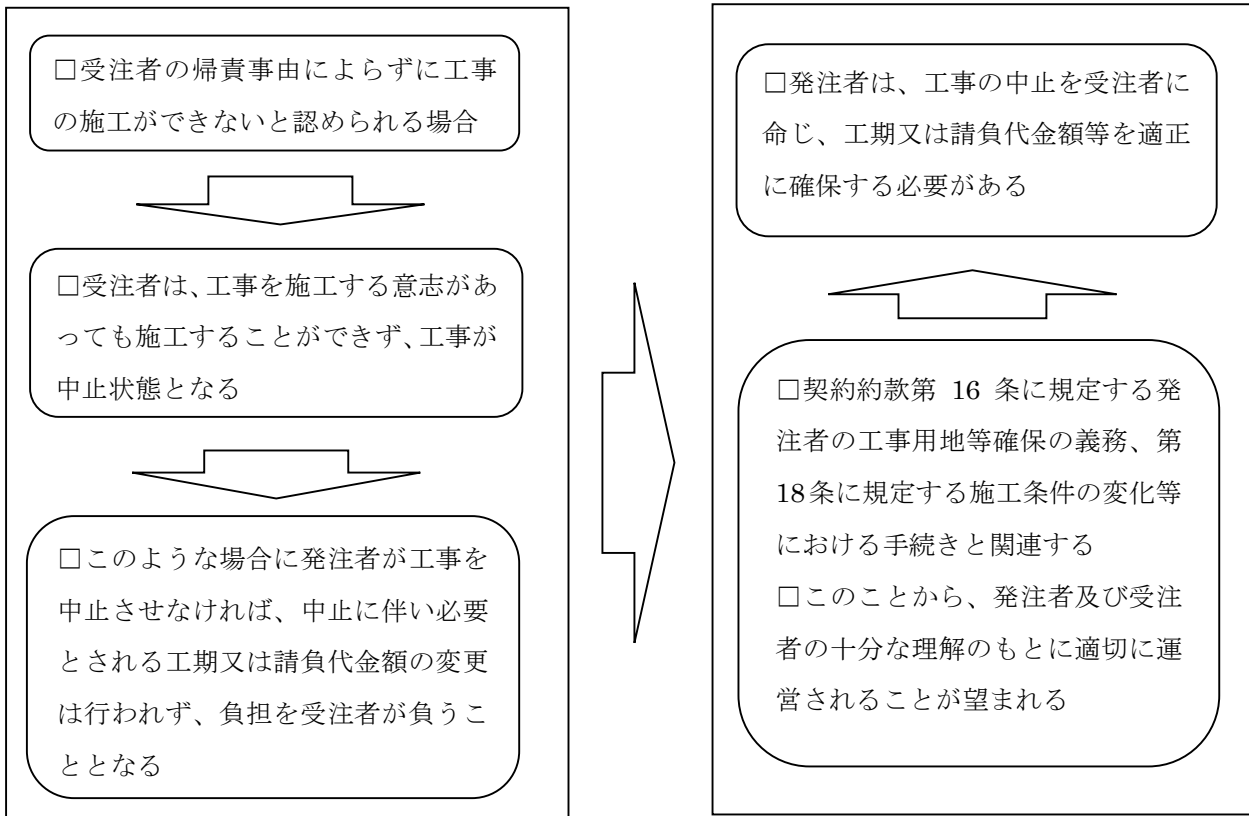 □受注者の帰責事由によらずに工事
の施工ができないと認められる場合
□受注者は、工事を施工する意志があ
っても施工することができず、工事が
中止状態となる
□このような場合に発注者が工事を
中止させなければ、中止に伴い必要
とされる工期又は請負代金額の変更
は行われず、負担を受注者が負うこ
ととなる
□発注者は、工事の中止を受注者に
命じ、工期又は請負代金額等を適正
に確保する必要がある
□契約約款第 16 条に規定する発
注者の工事用地等確保の義務、第
18条に規定する施工条件の変化等
における手続きと関連する
□このことから、発注者及び受注
者の十分な理解のもとに適切に運
営されることが望まれる